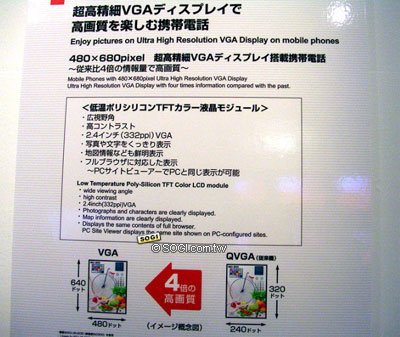 超高精細VGAディスプレイで
高画質を楽しむ携帯電話
Enjoy pictures on Ultra High Resolution VGA Display on mobile phones
480×680pixel 超高精細VGAディスプレイ搭載携帯電話
～従来比4倍の情報量で高画質～
Mobile Phones with 480×680pixel Ultra High Resolution VGA Display
Ultra High Resolution VGA Display with four times information compared with the past.
＜低温ポリシリコンTFTカラー液晶モジュール＞
・広視野角
・高コントラスト
・2.4インチ(332ppi) VGA
・写真や文字をくっきり表示
・地図情報なども鮮明表示
・フルブラウザに対応した表示
～PCサイトビューアーでPCと同じ表示が可能
Low Temperature Poly-Silicon TFT Color LCD module
・wide viewing angle
・high contrast
・2.4inch(332ppi)VGA
・Photographs and characters are clearly displayed.
・Map information are clearly displayed.
・Displays the same contents of full browser.
PC Site Viewer displays the same site shown on PC-configured sites.
SOGI
©SOGI.com.tw
VGA
QVGA(従来機)
640
ドット
480ドット
4倍の
高画質
320
ドット
240ドット
(イメージ概念図)